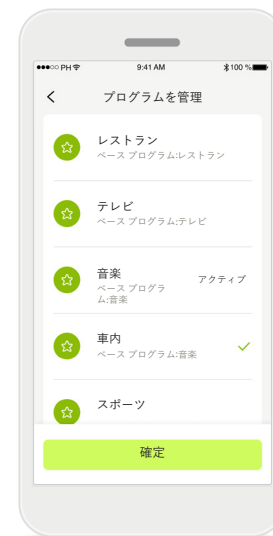 ●●●○○ PH 9:41 AM 100 %
プログラムを管理
レストラン
ベース プログラム:レストラン
テレビ
ベース プログラム:テレビ
音楽 アクティブ
ベース プログラ
ム:音楽
車内
ベース プログラム:音楽
スポーツ
確定